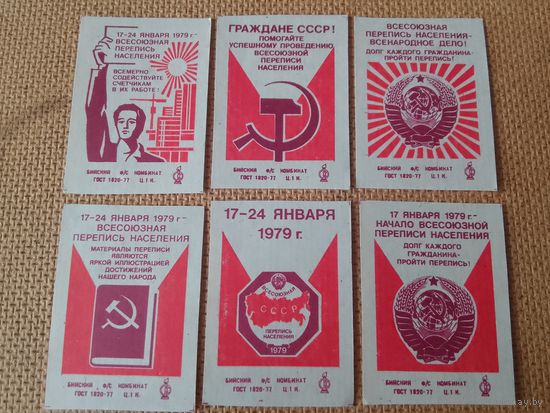 17-24 ЯНВАРЯ 1979 г.-
ВСЕСОЮЗНАЯ
ПЕРЕПИСЬ
НАСЕЛЕНИЯ
ВСЕМЕРНО
СОДЕЙСТВУЙТЕ
СЧЕТЧИКАМ
В ИХ РАБОТЕ!
БИЙСКИЙ Ф/С КОМБИНАТ
ГОСТ 1820-77 Ц.1 К.
ГРАЖДАНЕ СССР!
ПОМОГАЙТЕ
УСПЕШНОМУ ПРОВЕДЕНИЮ
ВСЕСОЮЗНОЙ
ПЕРЕПИСИ
НАСЕЛЕНИЯ
БИЙСКИЙ Ф/С КОМБИНАТ
ГОСТ 1820-77 Ц.1 К.
ВСЕСОЮЗНАЯ
ПЕРЕПИСЬ НАСЕЛЕНИЯ-
ВСЕНАРОДНОЕ ДЕЛО!
ДОЛГ КАЖДОГО ГРАЖДАНИНА-
ПРОЙТИ ПЕРЕПИСЬ!
БИЙСКИЙ Ф/С КОМБИНАТ
ГОСТ 1820-77 Ц.1 К.
17-24 ЯНВАРЯ 1979 г-
ВСЕСОЮЗНАЯ
ПЕРЕПИСЬ НАСЕЛЕНИЯ
МАТЕРИАЛЫ ПЕРЕПИСИ
ЯВЛЯЮТСЯ
ЯРКОЙ ИЛЛЮСТРАЦИЕЙ
ДОСТИЖЕНИЙ
НАШЕГО НАРОДА
БИЙСКИЙ Ф/С КОМБИНАТ
ГОСТ 1820-77 Ц.1 К.
17-24 ЯНВАРЯ
1979 г.
ВСЕСОЮЗНАЯ
СССР
ПЕРЕПИСЬ
НАСЕЛЕНИЯ
1979
БИЙСКИЙ Ф/С КОМБИНАТ
ГОСТ 1820-77 Ц.1 К.
17 ЯНВАРЯ 1979 г.-
НАЧАЛО ВСЕСОЮЗНОЙ
ПЕРЕПИСИ НАСЕЛЕНИЯ
ДОЛГ КАЖДОГО
ГРАЖДАНИНА-
ПРОЙТИ ПЕРЕПИСЬ!
БИЙСКИЙ Ф/С КОМБИНАТ
ГОСТ 1820-77 Ц.1 К.
ay.by